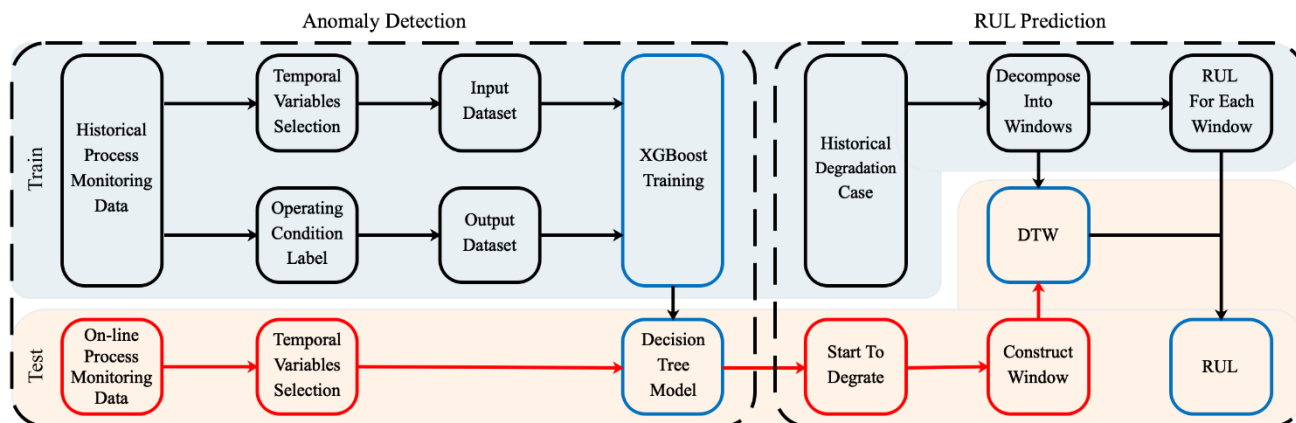 Anomaly Detection
RUL Prediction
Train
Historical
Process
Monitoring
Data
Temporal
Variables
Selection
Input
Dataset
Operating
Condition
Label
Output
Dataset
XGBoost
Training
Historical
Degradation
Case
Decompose
Into
Windows
RUL
For Each
Window
DTW
Test
On-line
Process
Monitoring
Data
Temporal
Variables
Selection
Decision
Tree
Model
Start To
Degrate
Construct
Window
RUL